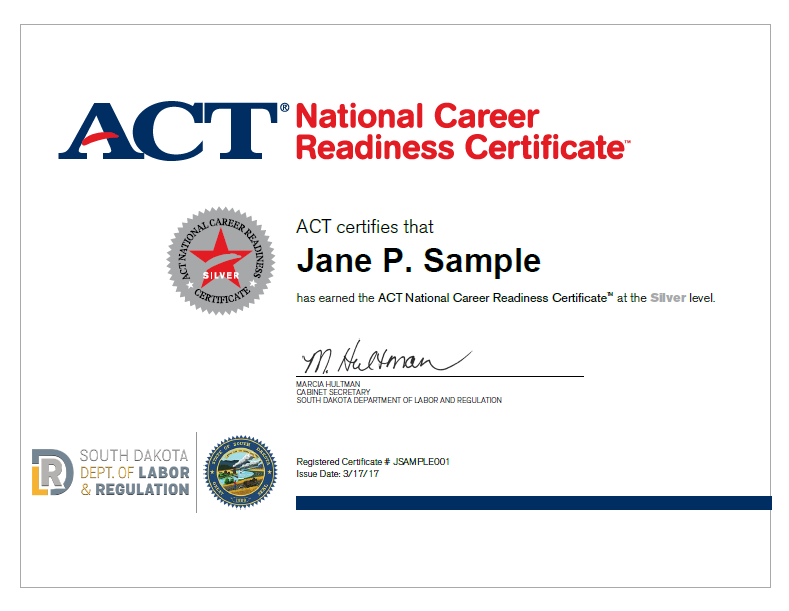 ACT® National Career
Readiness Certificate™
ACT NATIONAL CAREER READINESS
SILVER
CERTIFICATE
ACT certifies that
Jane P. Sample
has earned the ACT National Career Readiness Certificate™ at the Silver level.
M. Hultman
MARCIA HULTMAN
CABINET SECRETARY
SOUTH DAKOTA DEPARTMENT OF LABOR AND REGULATION
DLR
SOUTH DAKOTA
DEPT. OF LABOR
& REGULATION
Registered Certificate # JSAMPLE001
Issue Date: 3/17/17